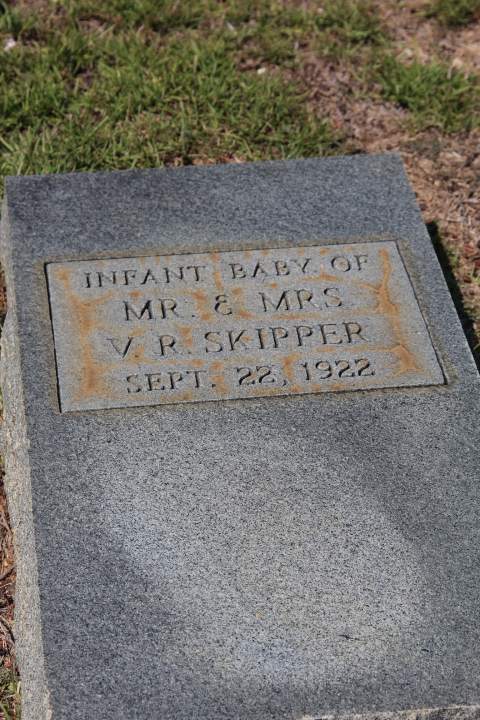 INFANT BABY OF
MR. & MRS.
V. R. SKIPPER
SEPT. 22, 1922